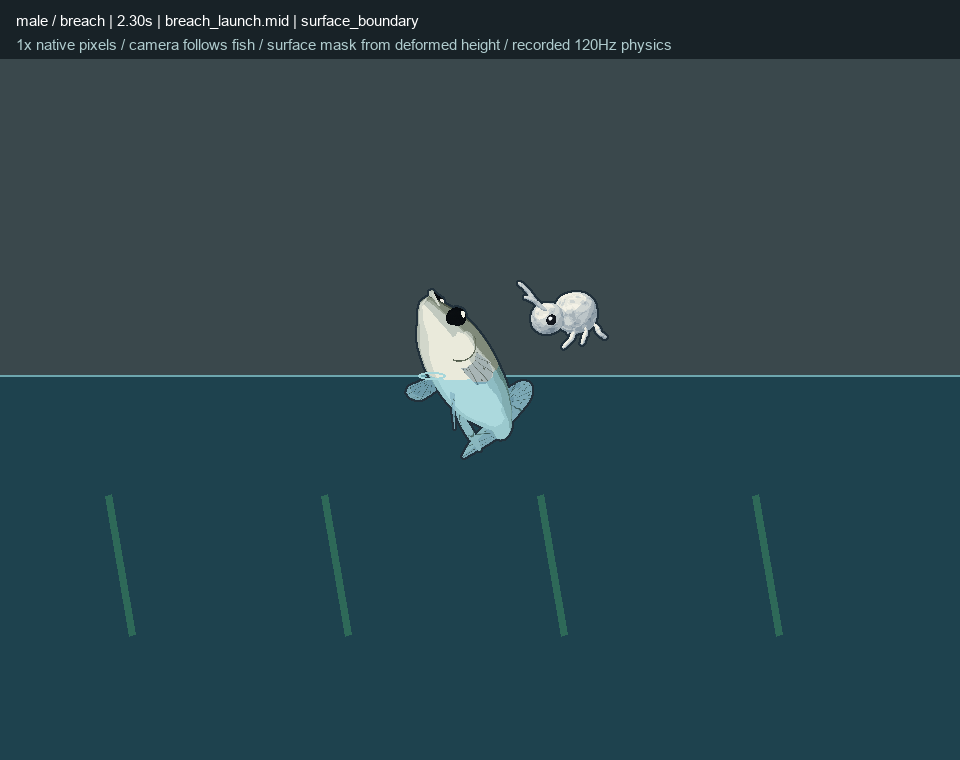 male / breach | 2.30s | breach_launch.mid | surface_boundary
1x native pixels / camera follows fish / surface mask from deformed height / recorded 120Hz physics